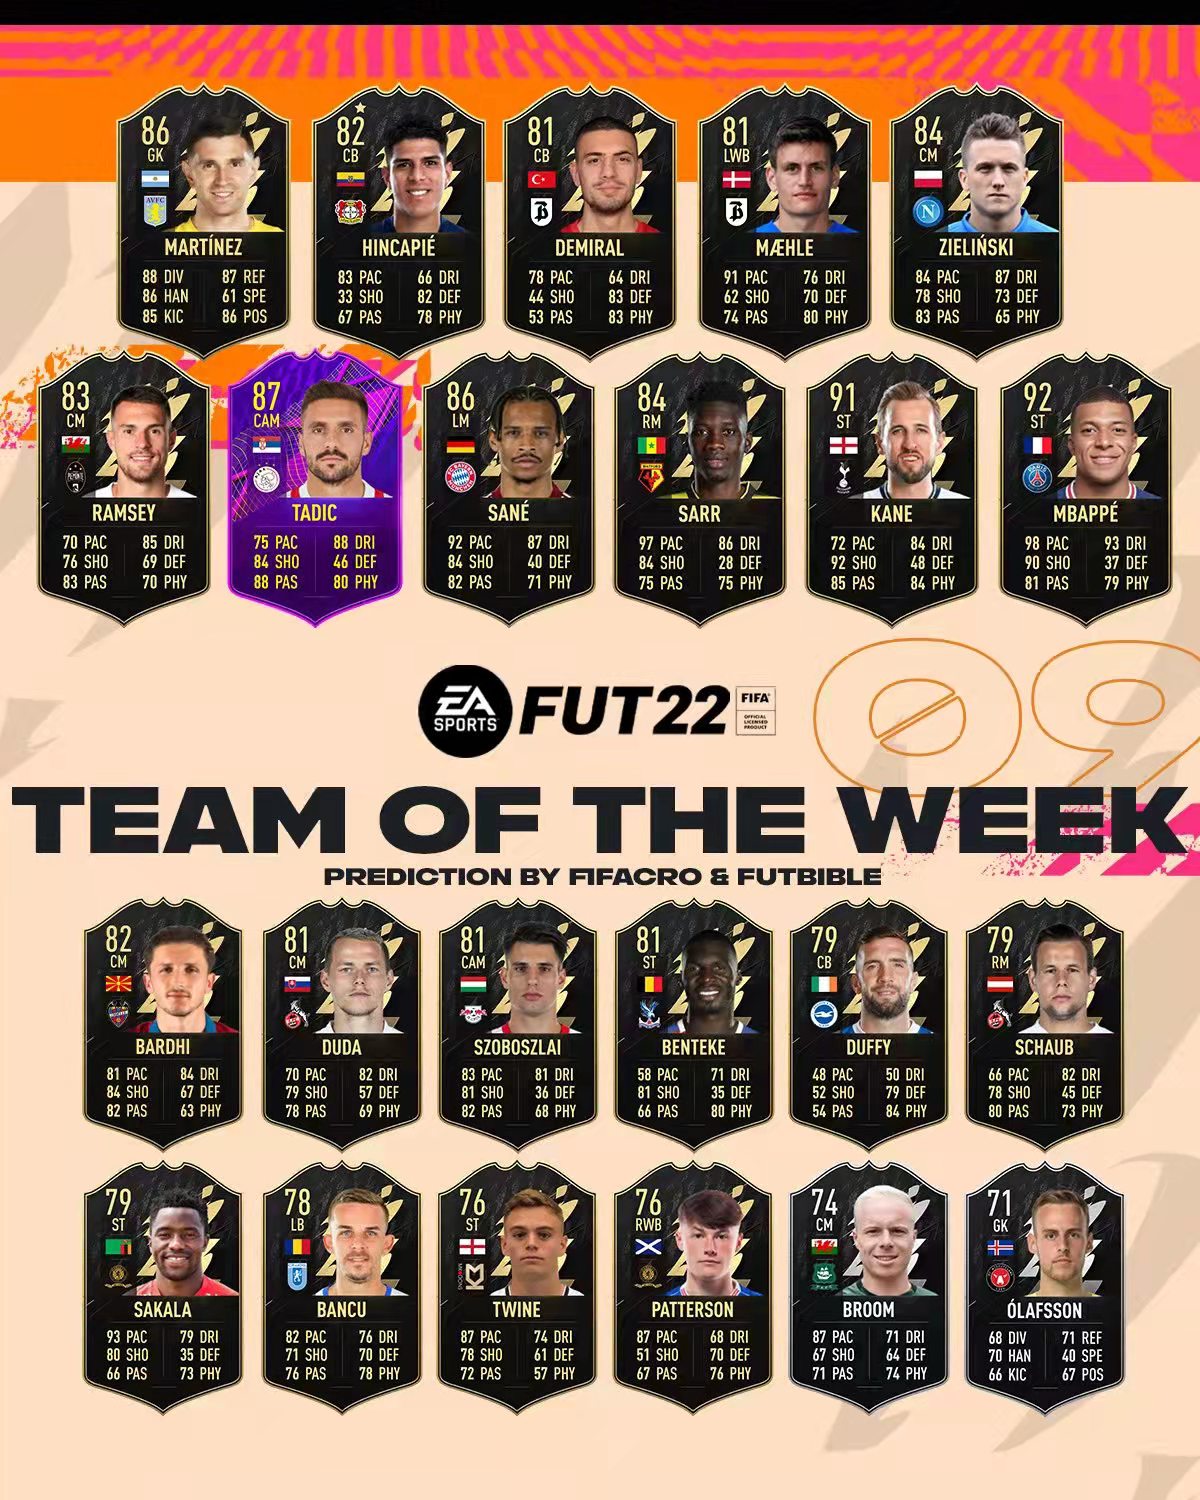 86
GK
MARTÍNEZ
88 DIV 87 REF
86 HAN 61 SPE
85 KIC 86 POS
82
CB
HINCAPIÉ
83 PAC 66 DRI
33 SHO 82 DEF
67 PAS 78 PHY
81
CB
DEMIRAL
78 PAC 64 DRI
44 SHO 83 DEF
53 PAS 83 PHY
81
LWB
MÆHLE
91 PAC 76 DRI
62 SHO 70 DEF
74 PAS 80 PHY
84
CM
ZIELIŃSKI
84 PAC 87 DRI
78 SHO 73 DEF
83 PAS 65 PHY
83
CM
RAMSEY
70 PAC 85 DRI
76 SHO 69 DEF
83 PAS 70 PHY
87
CAM
TADIC
75 PAC 88 DRI
84 SHO 46 DEF
88 PAS 80 PHY
86
LM
SANÉ
92 PAC 87 DRI
84 SHO 40 DEF
82 PAS 71 PHY
84
RM
SARR
97 PAC 86 DRI
84 SHO 28 DEF
75 PAS 75 PHY
91
ST
KANE
72 PAC 84 DRI
92 SHO 48 DEF
85 PAS 84 PHY
92
ST
MBAPPÉ
98 PAC 93 DRI
90 SHO 37 DEF
81 PAS 79 PHY
EA SPORTS FUT22
FIFA
OFFICIAL LICENSED PRODUCT
09
TEAM OF THE WEEK
PREDICTION BY FIFACRO & FUTBIBLE
82
CM
BARDHI
81 PAC 84 DRI
84 SHO 67 DEF
82 PAS 63 PHY
81
CM
DUDA
70 PAC 82 DRI
79 SHO 57 DEF
78 PAS 69 PHY
81
CAM
SZOBOSZLAI
83 PAC 81 DRI
81 SHO 36 DEF
82 PAS 68 PHY
81
ST
BENTEKE
58 PAC 71 DRI
81 SHO 35 DEF
66 PAS 80 PHY
79
CB
DUFFY
48 PAC 50 DRI
52 SHO 79 DEF
54 PAS 84 PHY
79
RM
SCHAUB
66 PAC 82 DRI
78 SHO 45 DEF
80 PAS 73 PHY
79
ST
SAKALA
93 PAC 79 DRI
80 SHO 35 DEF
66 PAS 73 PHY
78
LB
BANCU
82 PAC 76 DRI
71 SHO 70 DEF
76 PAS 78 PHY
76
ST
TWINE
87 PAC 74 DRI
78 SHO 61 DEF
72 PAS 57 PHY
76
RWB
PATTERSON
87 PAC 68 DRI
51 SHO 70 DEF
67 PAS 76 PHY
74
CM
BROOM
87 PAC 71 DRI
67 SHO 64 DEF
71 PAS 74 PHY
71
GK
ÓLAFSSON
68 DIV 71 REF
70 HAN 40 SPE
66 KIC 67 POS